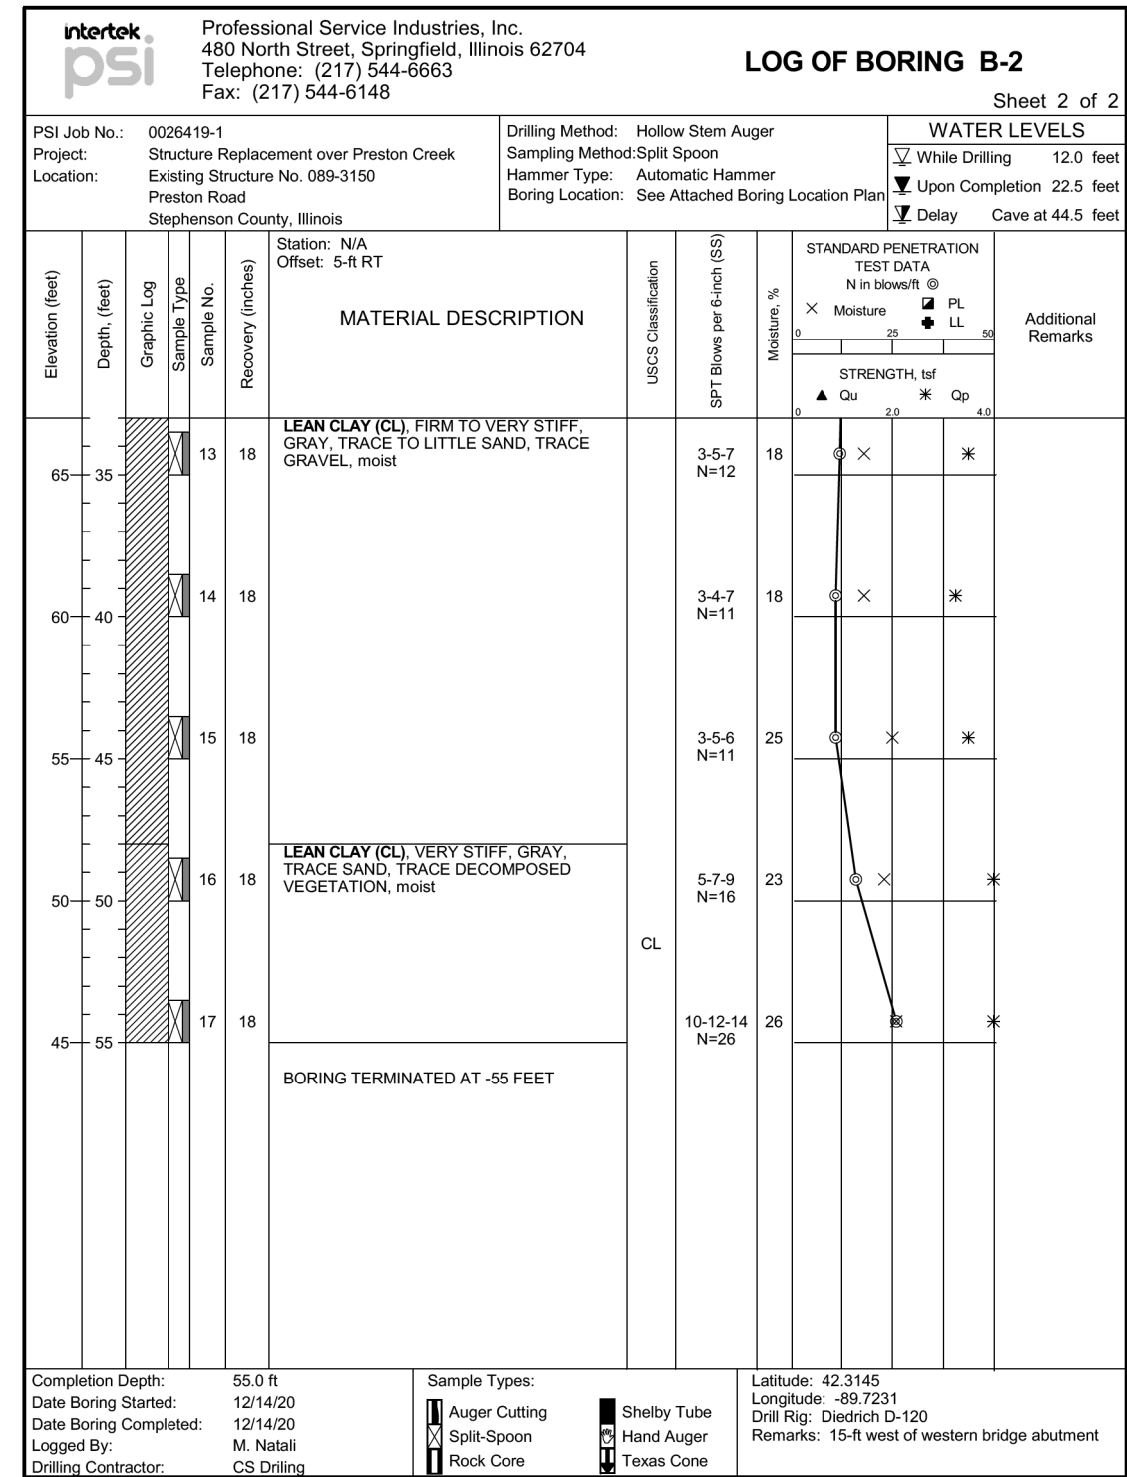 intertek
psi
Professional Service Industries, Inc.
480 North Street, Springfield, Illinois 62704
Telephone: (217) 544-6663
Fax: (217) 544-6148
LOG OF BORING B-2
Sheet 2 of 2
PSI Job No.: 0026419-1
Project: Structure Replacement over Preston Creek
Location: Existing Structure No. 089-3150
Preston Road
Stephenson County, Illinois
Drilling Method: Hollow Stem Auger
Sampling Method:Split Spoon
Hammer Type: Automatic Hammer
Boring Location: See Attached Boring Location Plan
WATER LEVELS
While Drilling 12.0 feet
Upon Completion 22.5 feet
Delay Cave at 44.5 feet
Elevation (feet)
Depth, (feet)
Graphic Log
Sample Type
Sample No.
Recovery (inches)
Station: N/A
Offset: 5-ft RT
MATERIAL DESCRIPTION
USCS Classification
SPT Blows per 6-inch (SS)
Moisture, %
STANDARD PENETRATION
TEST DATA
N in blows/ft
Moisture
PL
LL
0 25 50
STRENGTH, tsf
Qu Qp
0 2.0 4.0
Additional
Remarks
LEAN CLAY (CL), FIRM TO VERY STIFF,
GRAY, TRACE TO LITTLE SAND, TRACE
GRAVEL, moist
13 18 3-5-7 18
N=12
65 35
14 18 3-4-7 18
N=11
60 40
15 18 3-5-6 25
N=11
55 45
LEAN CLAY (CL), VERY STIFF, GRAY,
TRACE SAND, TRACE DECOMPOSED
VEGETATION, moist
16 18 5-7-9 23
N=16
50 50
CL
17 18 10-12-14 26
N=26
45 55
BORING TERMINATED AT -55 FEET
Completion Depth: 55.0 ft
Date Boring Started: 12/14/20
Date Boring Completed: 12/14/20
Logged By: M. Natali
Drilling Contractor: CS Driling
Sample Types:
Auger Cutting
Split-Spoon
Rock Core
Shelby Tube
Hand Auger
Texas Cone
Latitude: 42.3145
Longitude: -89.7231
Drill Rig: Diedrich D-120
Remarks: 15-ft west of western bridge abutment